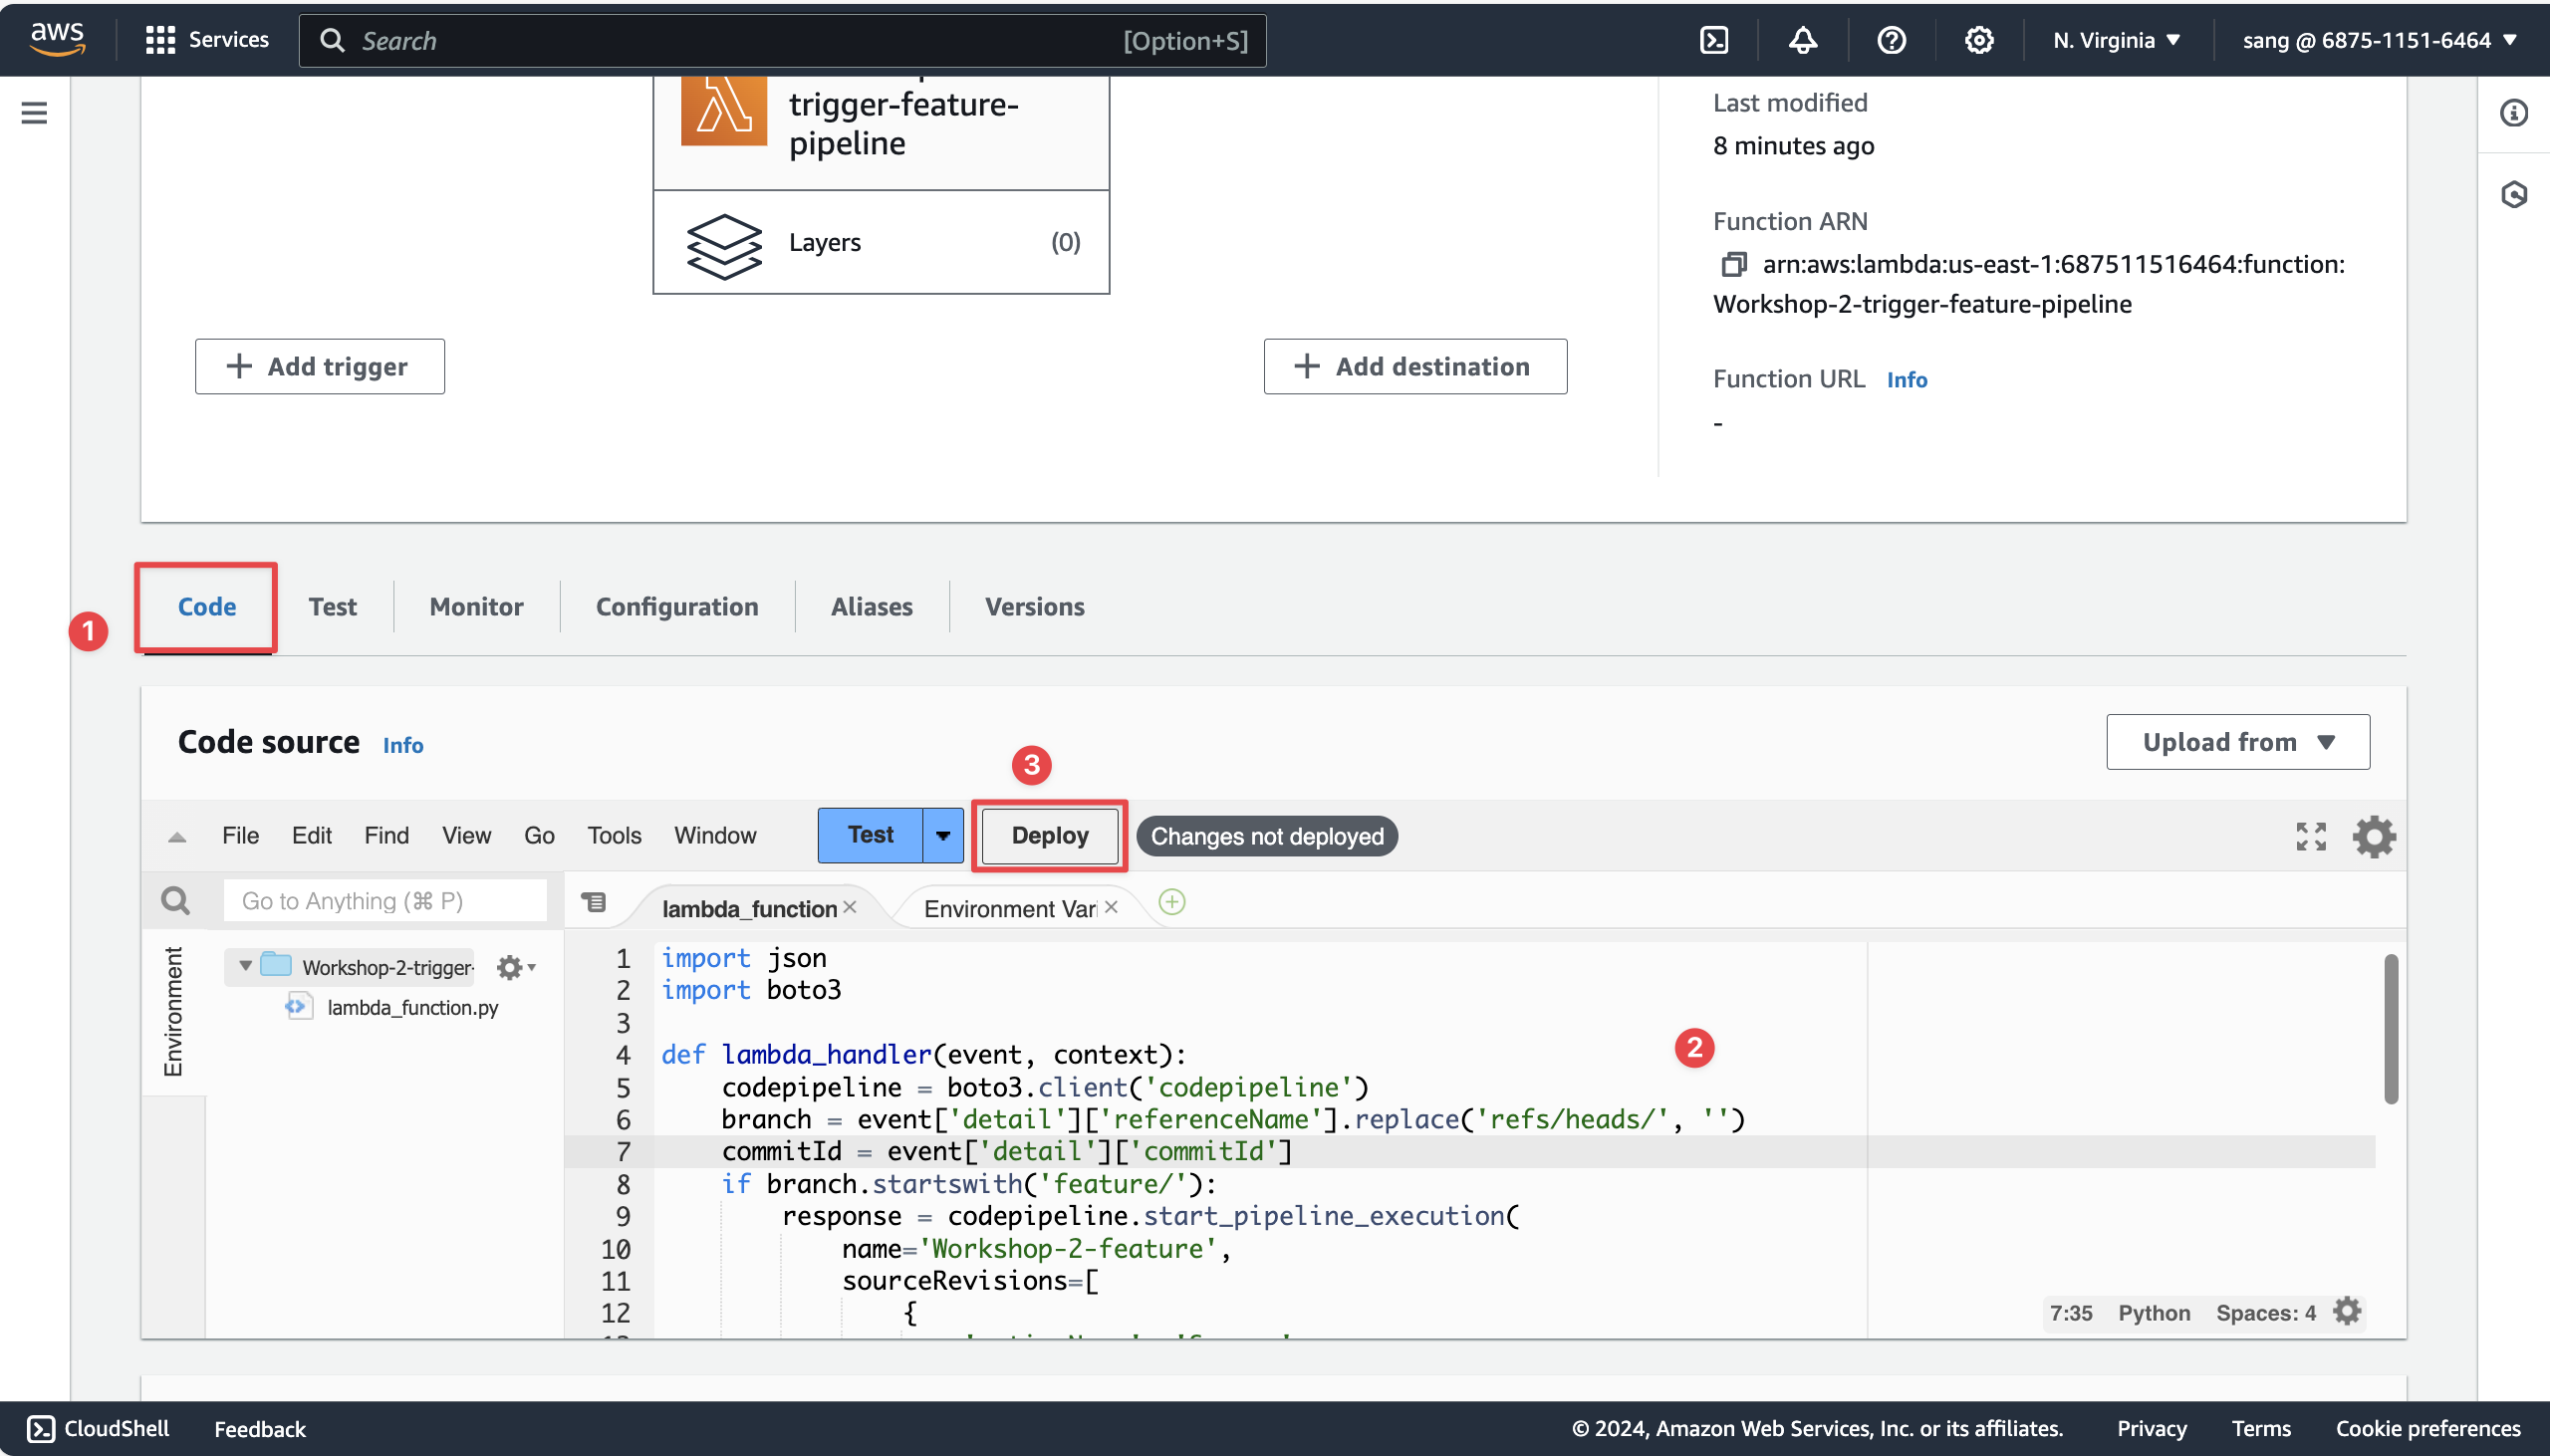 aws
Services
Search
[Option+S]
N. Virginia
sang @ 6875-1151-6464
trigger-feature-
pipeline
Layers
(0)
Add trigger
Add destination
Last modified
8 minutes ago
Function ARN
arn:aws:lambda:us-east-1:687511516464:function:
Workshop-2-trigger-feature-pipeline
Function URL Info
-
1
Code
Test
Monitor
Configuration
Aliases
Versions
Code source Info
Upload from
3
File Edit Find View Go Tools Window
Test
Deploy
Changes not deployed
Go to Anything (⌘ P)
lambda_function
Environment Var
Environment
Workshop-2-trigger-
lambda_function.py
2
1 import json
2 import boto3
3
4 def lambda_handler(event, context):
5     codepipeline = boto3.client('codepipeline')
6     branch = event['detail']['referenceName'].replace('refs/heads/', '')
7     commitId = event['detail']['commitId']
8     if branch.startswith('feature/'):
9         response = codepipeline.start_pipeline_execution(
10             name='Workshop-2-feature',
11             sourceRevisions=[
12                 {
7:35 Python Spaces: 4
CloudShell
Feedback
© 2024, Amazon Web Services, Inc. or its affiliates.
Privacy
Terms
Cookie preferences